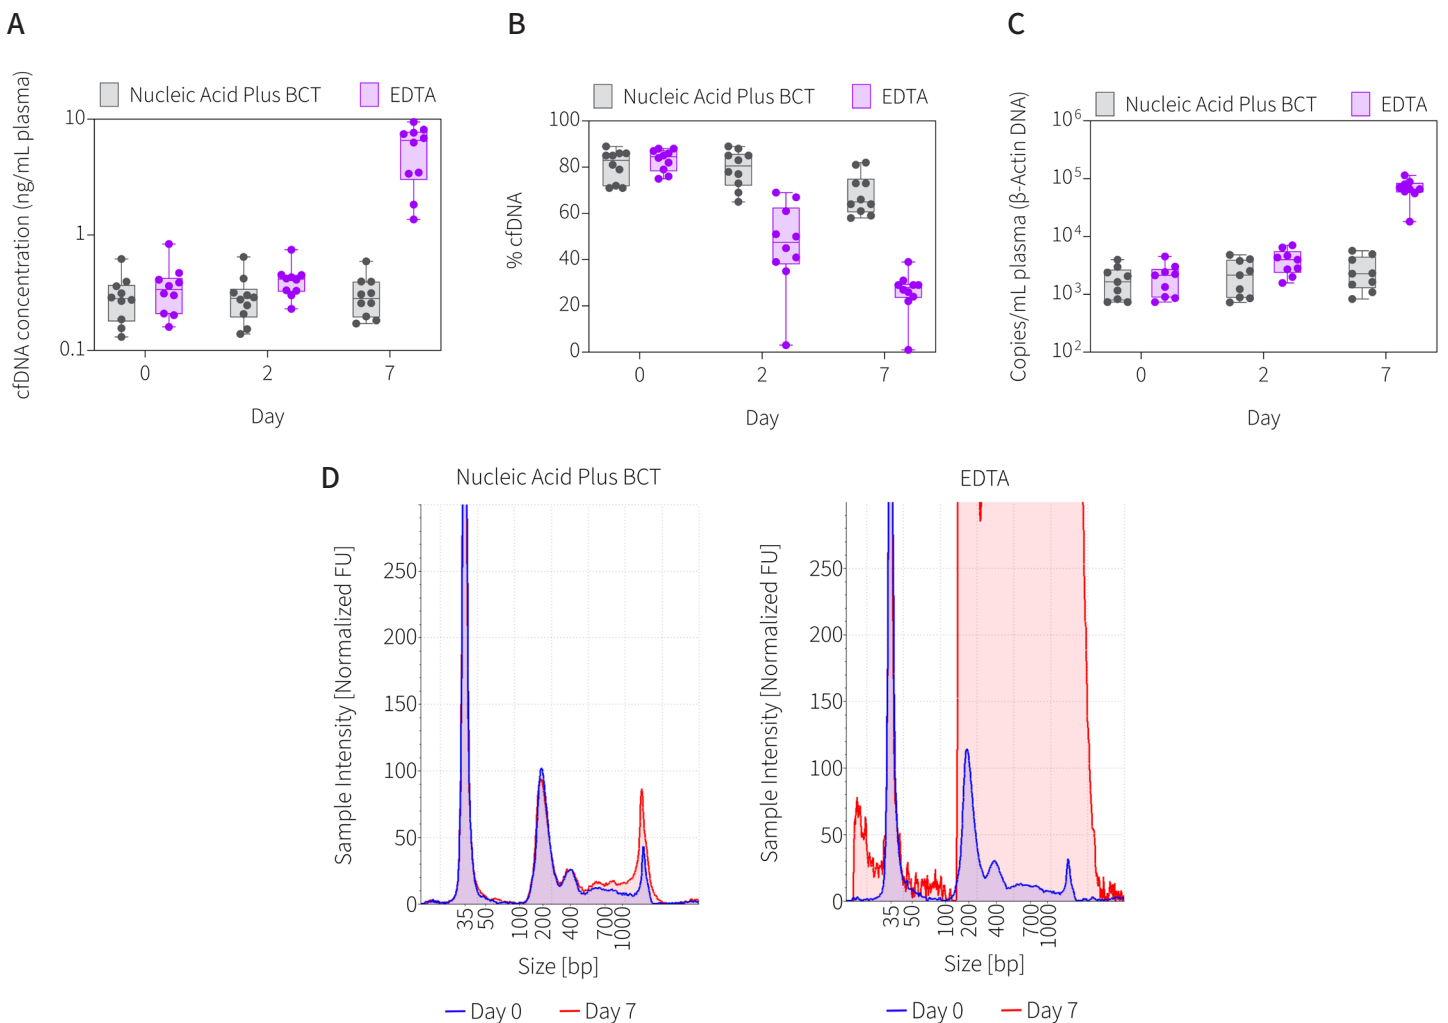 A
Nucleic Acid Plus BCT
EDTA
cfDNA concentration (ng/mL plasma)
10
1
0.1
0
2
7
Day
B
Nucleic Acid Plus BCT
EDTA
% cfDNA
100
80
60
40
20
0
0
2
7
Day
C
Nucleic Acid Plus BCT
EDTA
Copies/mL plasma (β-Actin DNA)
10⁶
10⁵
10⁴
10³
10²
0
2
7
Day
D
Nucleic Acid Plus BCT
Sample Intensity [Normalized FU]
250
200
150
100
50
0
35
50
100
200
400
700
1000
Size [bp]
Day 0
Day 7
EDTA
Sample Intensity [Normalized FU]
250
200
150
100
50
0
35
50
100
200
400
700
1000
Size [bp]
Day 0
Day 7